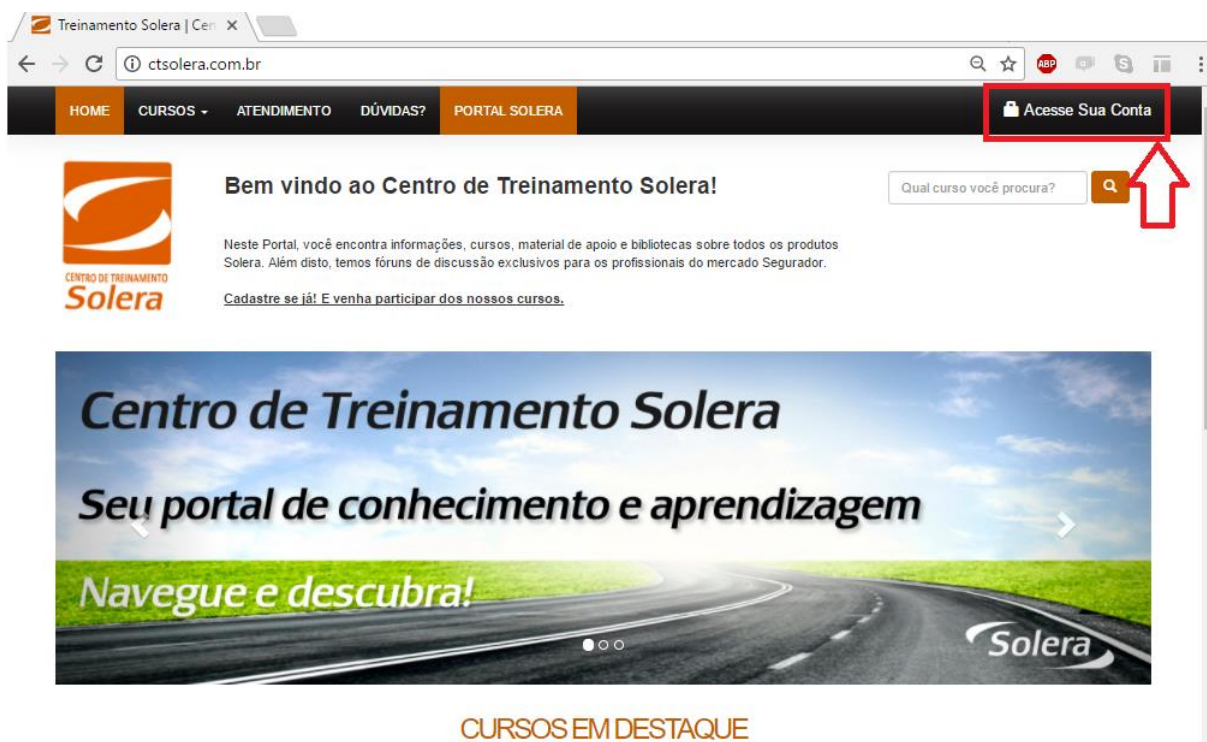 Treinamento Solera | Cen
ctsolera.com.br
ABP
HOME CURSOS ATENDIMENTO DÚVIDAS? PORTAL SOLERA Acesse Sua Conta
Bem vindo ao Centro de Treinamento Solera!
Qual curso você procura?
Neste Portal, você encontra informações, cursos, material de apoio e bibliotecas sobre todos os produtos
Solera. Além disto, temos fóruns de discussão exclusivos para os profissionais do mercado Segurador.
CENTRO DE TREINAMENTO
Solera
Cadastre se já! E venha participar dos nossos cursos.
Centro de Treinamento Solera
Seu portal de conhecimento e aprendizagem
Navegue e descubra!
Solera
CURSOS EM DESTAQUE